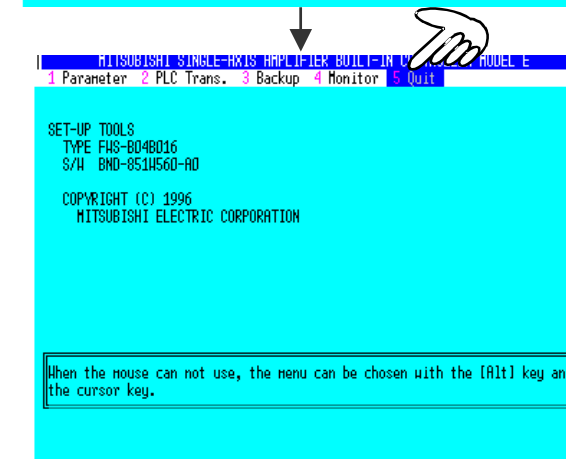 MITSUBISHI SINGLE-AXIS AMPLIFIER BUILT-IN MODEL E
1 Parameter 2 PLC Trans. 3 Backup 4 Monitor 5 Quit
SET-UP TOOLS
TYPE FWS-B04B016
S/W BND-851W560-A0
COPYRIGHT (C) 1996
MITSUBISHI ELECTRIC CORPORATION
When the mouse can not use, the menu can be chosen with the [Alt] key an
the cursor key.